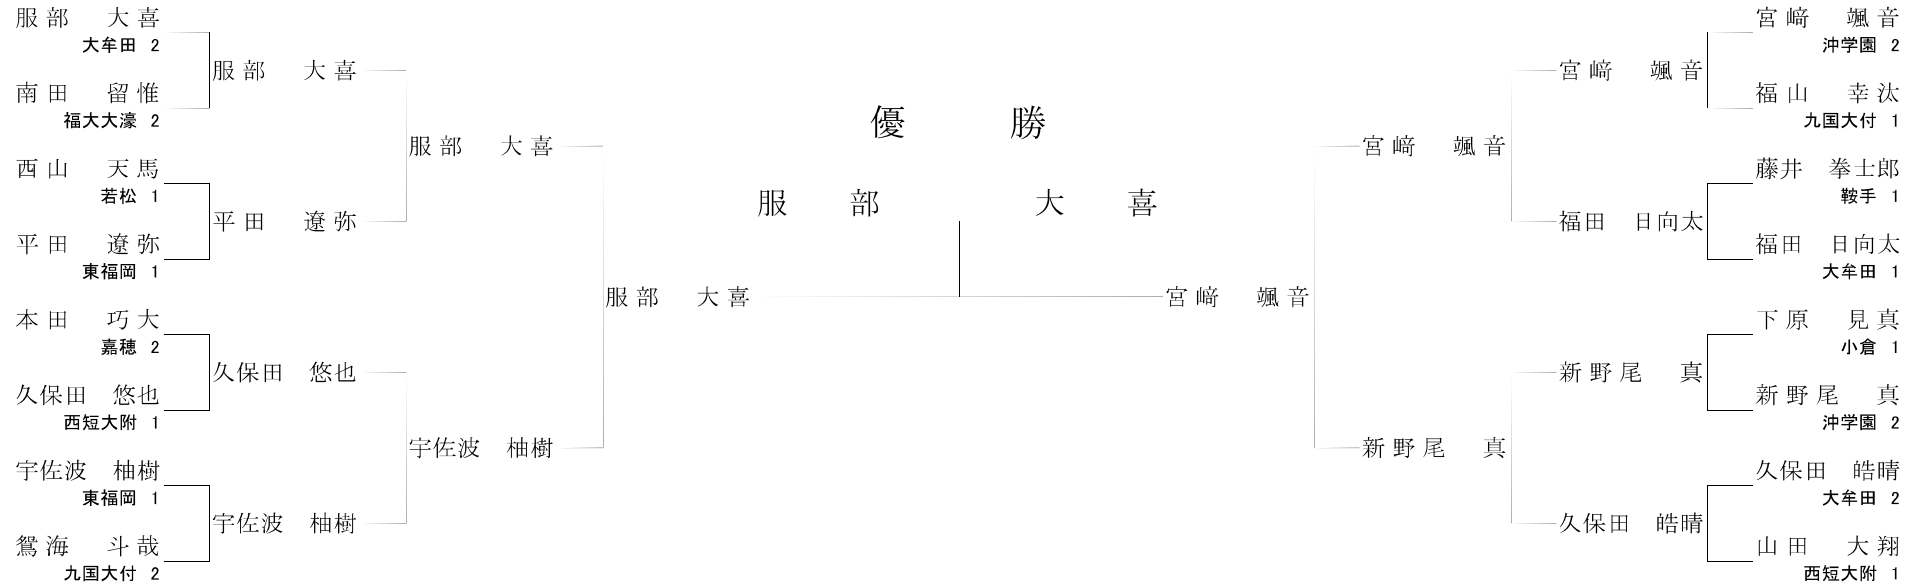 服部 大喜
大牟田 2
南田 留惟
福大大濠 2
西山 天馬
若松 1
平田 遼弥
東福岡 1
本田 巧大
嘉穂 2
久保田 悠也
西短大附 1
宇佐波 柚樹
東福岡 1
鴛海 斗哉
九国大付 2
服部 大喜
平田 遼弥
久保田 悠也
宇佐波 柚樹
服部 大喜
宇佐波 柚樹
服部 大喜
優勝
服部 大喜
宮﨑 颯音
宮﨑 颯音
新野尾 真
宮﨑 颯音
福田 日向太
新野尾 真
久保田 皓晴
宮﨑 颯音
沖学園 2
福山 幸汰
九国大付 1
藤井 拳士郎
鞍手 1
福田 日向太
大牟田 1
下原 見真
小倉 1
新野尾 真
沖学園 2
久保田 皓晴
大牟田 2
山田 大翔
西短大附 1